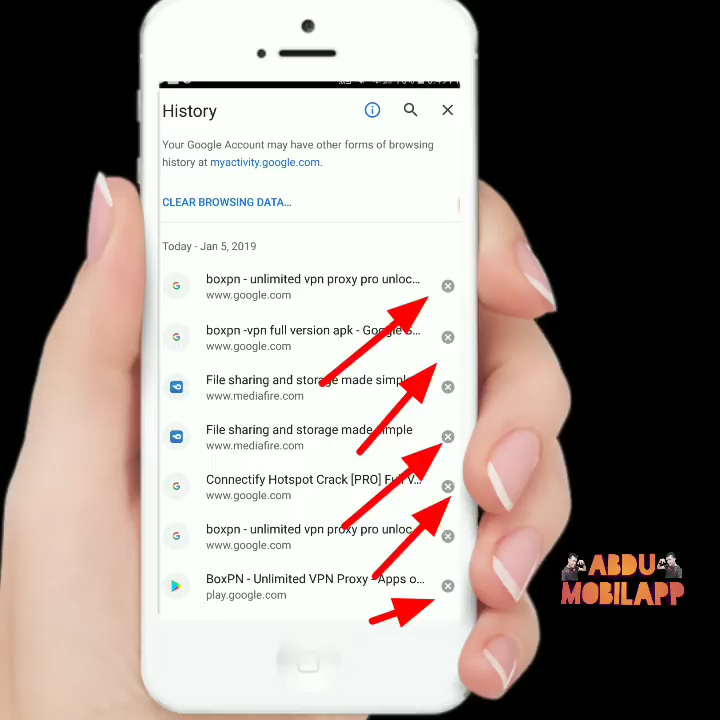 History
Your Google Account may have other forms of browsing
history at myactivity.google.com.
CLEAR BROWSING DATA...
Today - Jan 5, 2019
boxpn - unlimited vpn proxy pro unloc...
www.google.com
boxpn -vpn full version apk - Google S...
www.google.com
File sharing and storage made simple
www.mediafire.com
File sharing and storage made simple
www.mediafire.com
Connectify Hotspot Crack [PRO] Full V...
www.google.com
boxpn - unlimited vpn proxy pro unloc...
www.google.com
BoxPN - Unlimited VPN Proxy - Apps o...
play.google.com
ABDU
MOBILAPP